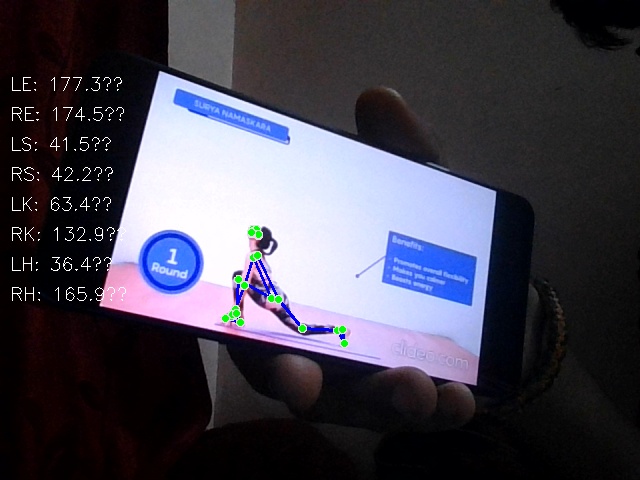 LE: 177.3??
RE: 174.5??
LS: 41.5??
RS: 42.2??
LK: 63.4??
RK: 132.9??
LH: 36.4??
RH: 165.9??
SURYA NAMASKARA
1
Round
Benefits:
- Promotes overall flexibility
- Makes you calmer
- Boosts energy
clideo.com